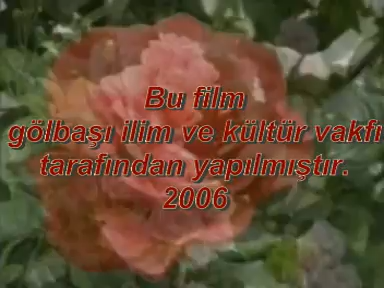 Bu film
gölbaşı ilim ve kültür vakfı
tarafından yapılmıştır.
2006